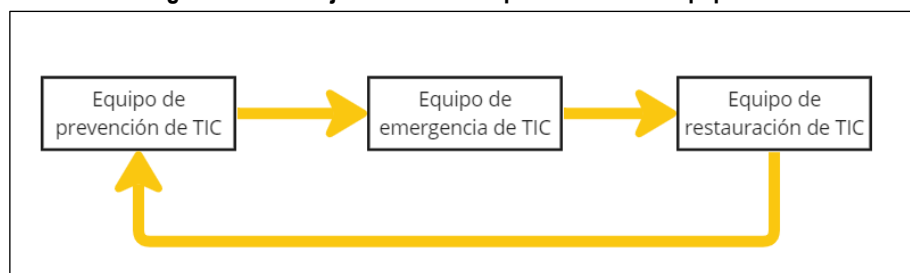 Equipo de
prevención de TIC
Equipo de
emergencia de TIC
Equipo de
restauración de TIC